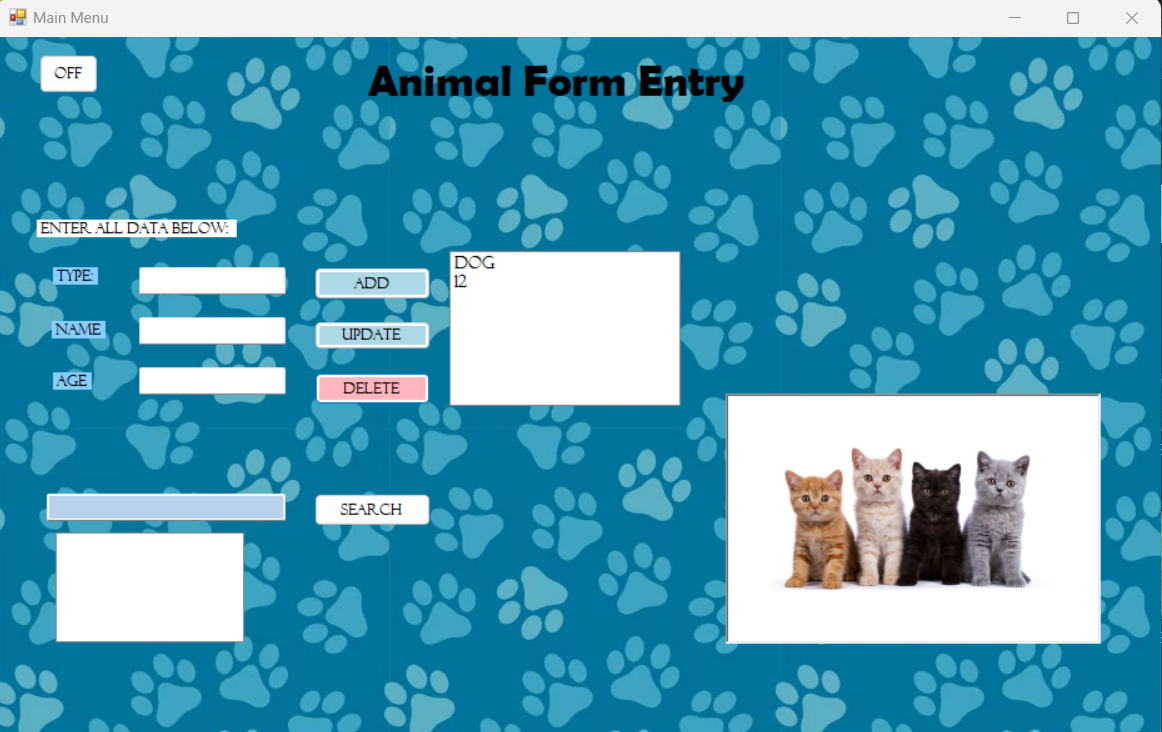 Main Menu
OFF
Animal Form Entry
ENTER ALL DATA BELOW:
TYPE:
ADD
DOG
12
NAME
UPDATE
AGE
DELETE
SEARCH